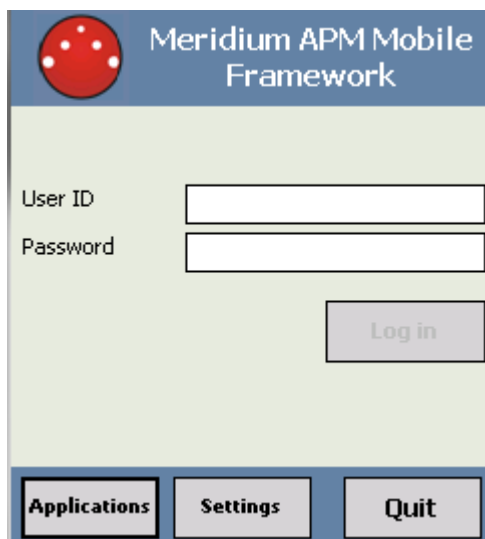 Meridium APM Mobile
Framework
User ID
Password
Log in
Applications
Settings
Quit